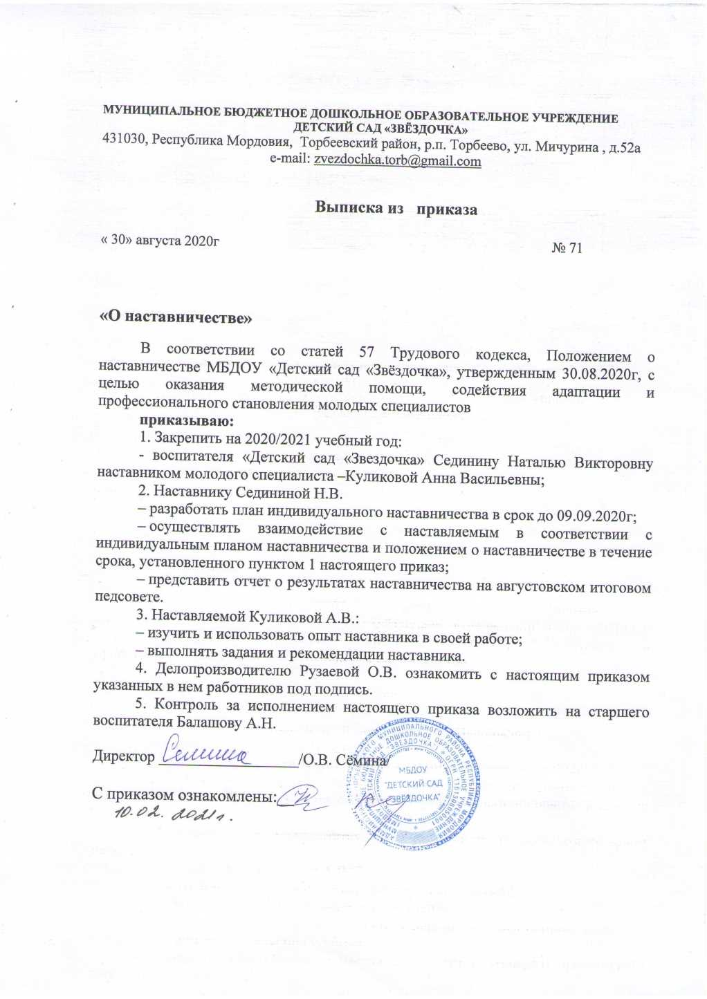 МУНИЦИПАЛЬНОЕ БЮДЖЕТНОЕ ДОШКОЛЬНОЕ ОБРАЗОВАТЕЛЬНОЕ УЧРЕЖДЕНИЕ
ДЕТСКИЙ САД «ЗВЁЗДОЧКА»
431030, Республика Мордовия, Торбеевский район, р.п. Торбеево, ул. Мичурина , д.52а
e-mail: zvezdochka.torb@gmail.com
Выписка из приказа
« 30» августа 2020г
№ 71
«О наставничестве»
В соответствии со статей 57 Трудового кодекса, Положением о
наставничестве МБДОУ «Детский сад «Звёздочка», утвержденным 30.08.2020г, с
целью оказания методической помощи, содействия адаптации и
профессионального становления молодых специалистов
приказываю:
1. Закрепить на 2020/2021 учебный год:
- воспитателя «Детский сад «Звездочка» Сединину Наталью Викторовну
наставником молодого специалиста –Куликовой Анна Васильевны;
2. Наставнику Седининой Н.В.
– разработать план индивидуального наставничества в срок до 09.09.2020г;
– осуществлять взаимодействие с наставляемым в соответствии с
индивидуальным планом наставничества и положением о наставничестве в течение
срока, установленного пунктом 1 настоящего приказ;
– представить отчет о результатах наставничества на августовском итоговом
педсовете.
3. Наставляемой Куликовой А.В.:
– изучить и использовать опыт наставника в своей работе;
– выполнять задания и рекомендации наставника.
4. Делопроизводителю Рузаевой О.В. ознакомить с настоящим приказом
указанных в нем работников под подпись.
5. Контроль за исполнением настоящего приказа возложить на старшего
воспитателя Балашову А.Н.
Директор /О.В. Сёмина/
МБДОУ
"ДЕТСКИЙ САД
"ЗВЁЗДОЧКА"
С приказом ознакомлены:
10.02. 2021г.